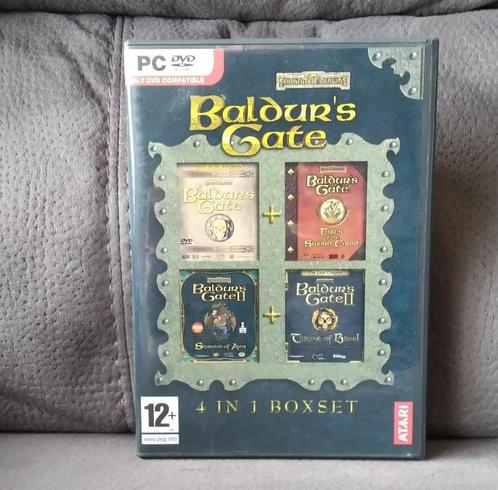 PC DVD
ONLY DVD COMPATIBLE
FORGOTTEN REALMS
Baldur's
Gate
Baldur's
Gate
DVD
+
Baldur's
Gate
Tales
of the
Sword Coast
Baldur's
Gate II
Shadows of Amn
+
Baldur's
Gate II
Throne of Bhaal
4 IN 1 BOXSET
12+
www.pegi.info
ATARI